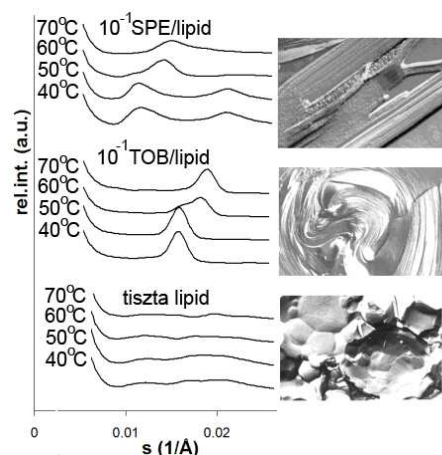 70°C 10⁻¹SPE/lipid
60°C
50°C
40°C
rel.int. (a.u.)
10⁻¹TOB/lipid
70°C
60°C
50°C
40°C
tiszta lipid
70°C
60°C
50°C
40°C
0 0.01 0.02
s (1/Å)